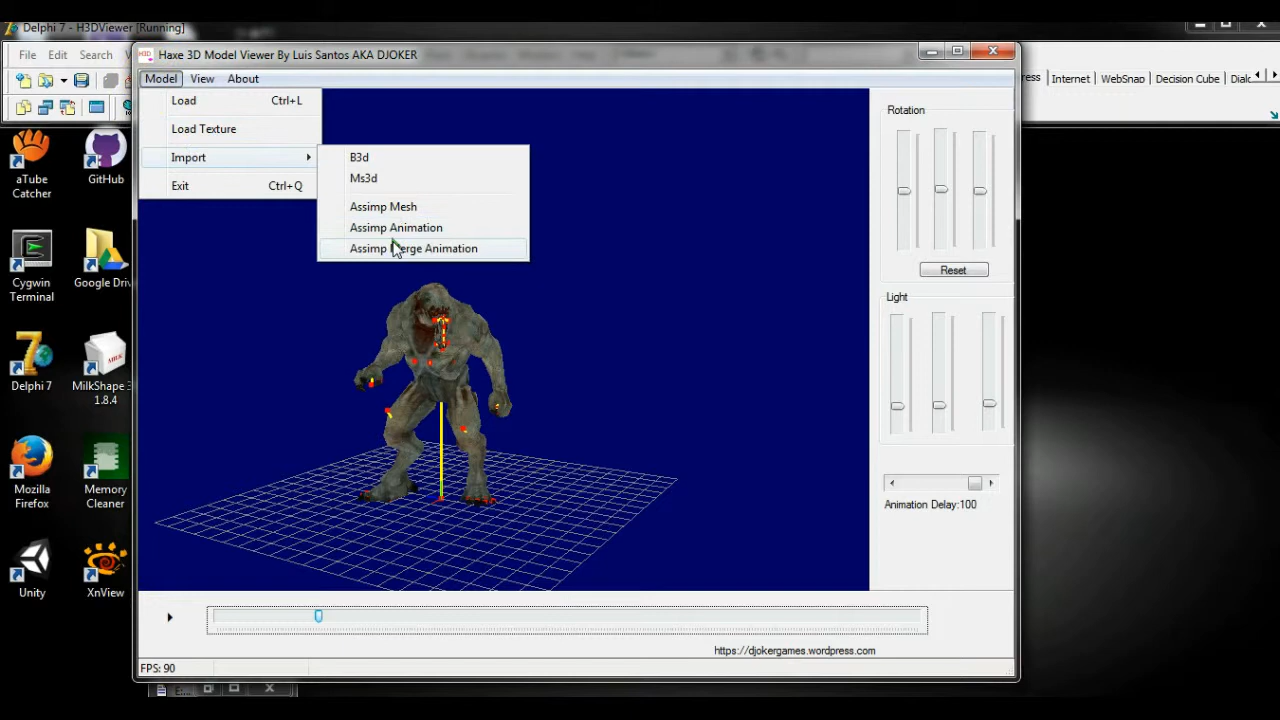 Delphi 7 - H3DViewer [Running]
File Edit Search
Internet WebSnap Decision Cube
Haxe 3D Model Viewer By Luis Santos AKA DJOKER
Model View About
Load Ctrl+L
Load Texture
Import
Exit Ctrl+Q
B3d
Ms3d
Assimp Mesh
Assimp Animation
Assimp Merge Animation
Rotation
Reset
Light
Animation Delay:100
https://djokergames.wordpress.com
FPS: 90
aTube
Catcher
GitHub
Cygwin
Terminal
Google Driv
Delphi 7
MilkShape 3
1.8.4
Mozilla
Firefox
Memory
Cleaner
Unity
XnView